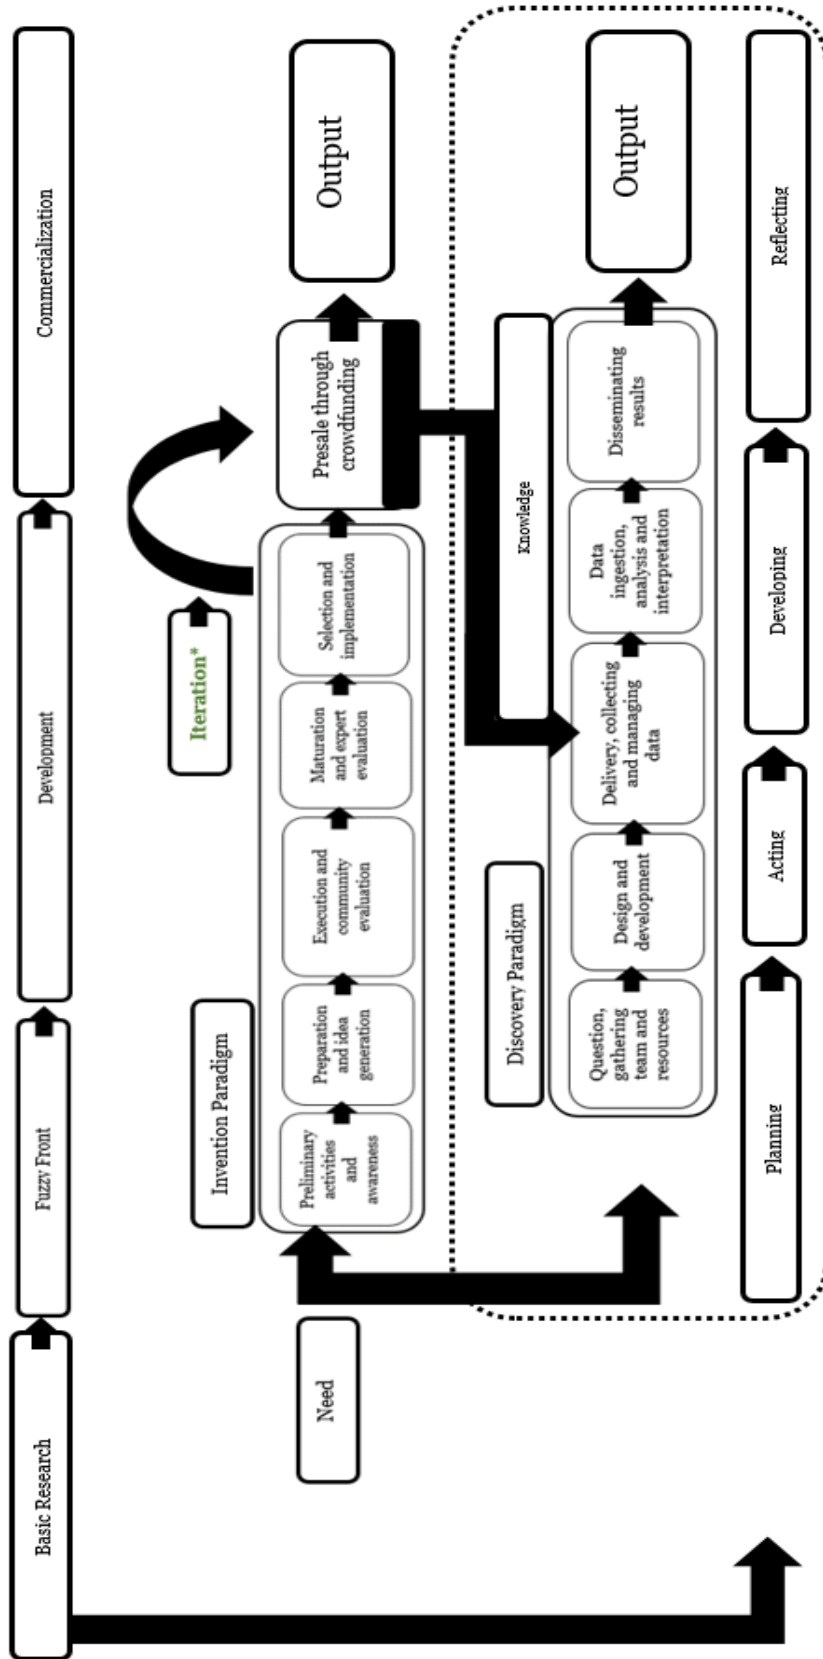 Basic Research
Fuzzy Front
Development
Commercialization
Iteration*
Invention Paradigm
Need
Preliminary
activities
and
awareness
Preparation
and idea
generation
Execution and
community
evaluation
Maturation
and expert
evaluation
Selection and
implementation
Presale through
crowdfunding
Output
Knowledge
Discovery Paradigm
Question,
gathering
team and
resources
Design and
development
Delivery, collecting
and managing
data
Data
ingestion,
analysis and
interpretation
Disseminating
results
Output
Planning
Acting
Developing
Reflecting